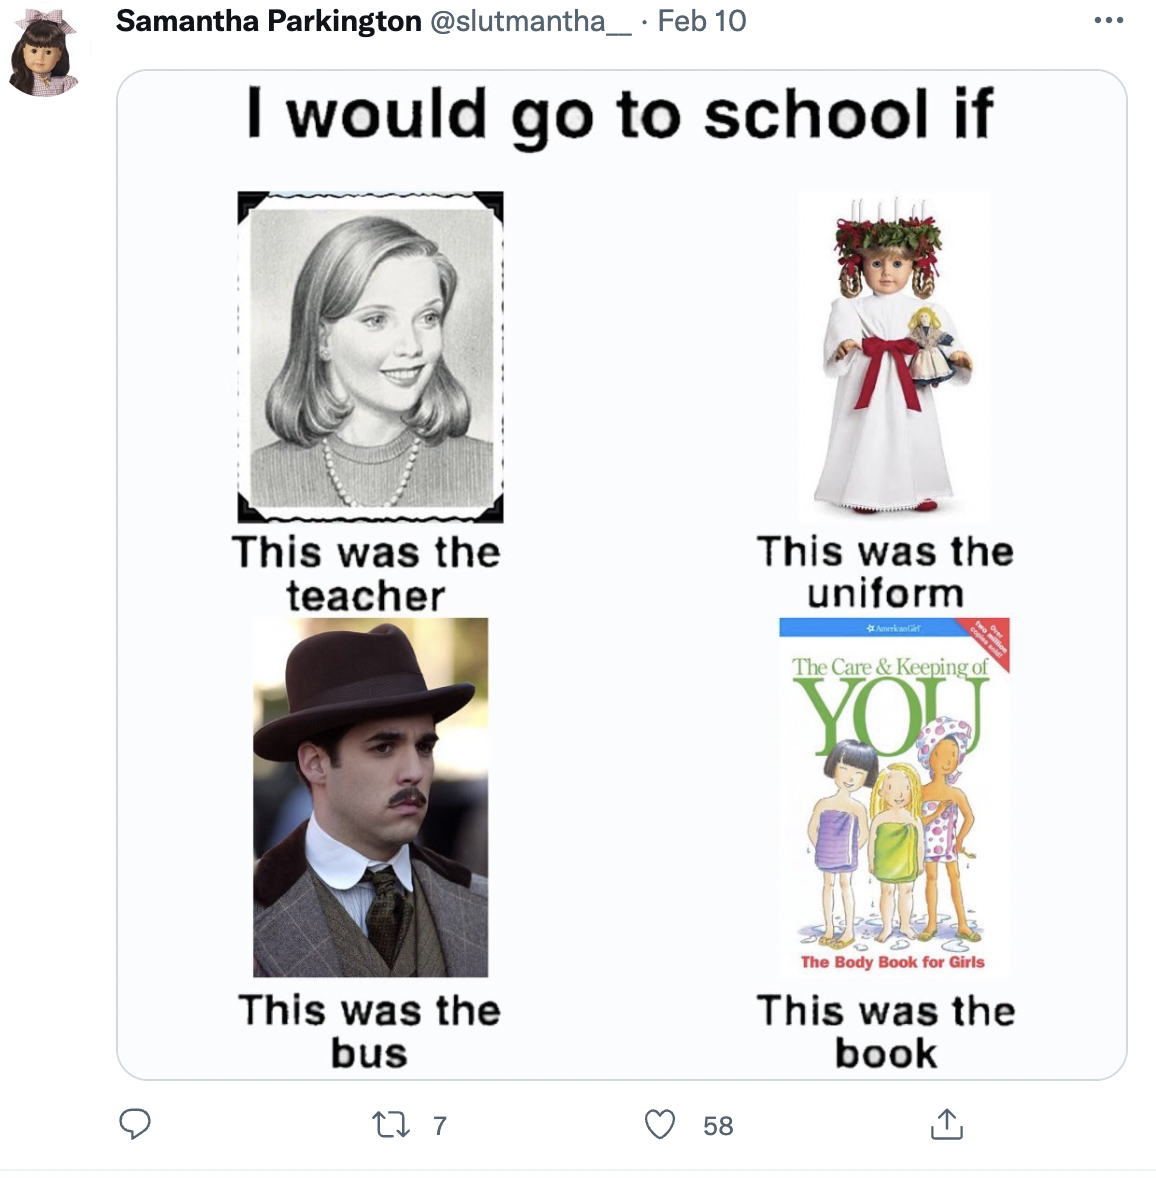 Samantha Parkington @slutmantha__ · Feb 10
I would go to school if
This was the
teacher
This was the
uniform
AmericanGirl
Over
two million
copies sold!
The Care & Keeping of
YOU
The Body Book for Girls
This was the
bus
This was the
book
7
58